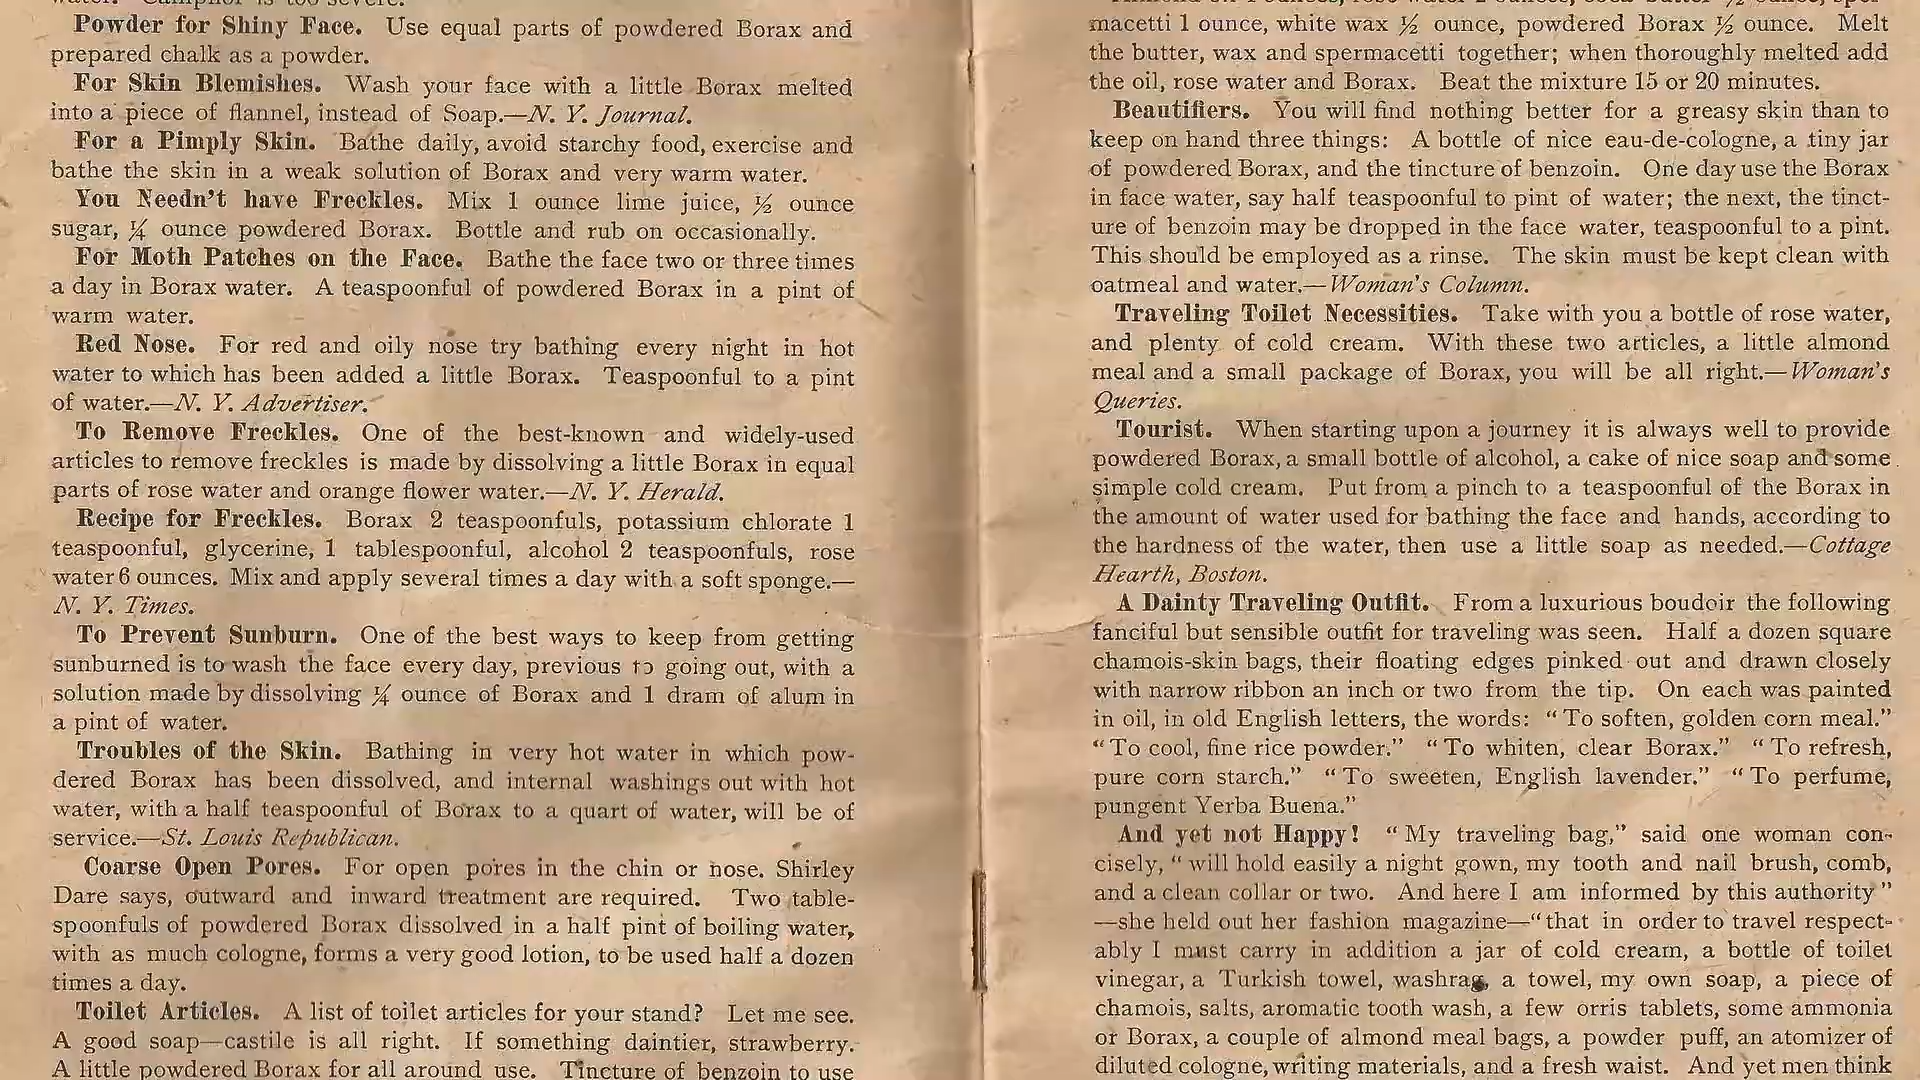 water. Camphor is too severe.
Powder for Shiny Face. Use equal parts of powdered Borax and
prepared chalk as a powder.
For Skin Blemishes. Wash your face with a little Borax melted
into a piece of flannel, instead of Soap.—N. Y. Journal.
For a Pimply Skin. Bathe daily, avoid starchy food, exercise and
bathe the skin in a weak solution of Borax and very warm water.
You Needn't have Freckles. Mix 1 ounce lime juice, ½ ounce
sugar, ¼ ounce powdered Borax. Bottle and rub on occasionally.
For Moth Patches on the Face. Bathe the face two or three times
a day in Borax water. A teaspoonful of powdered Borax in a pint of
warm water.
Red Nose. For red and oily nose try bathing every night in hot
water to which has been added a little Borax. Teaspoonful to a pint
of water.—N. Y. Advertiser.
To Remove Freckles. One of the best-known and widely-used
articles to remove freckles is made by dissolving a little Borax in equal
parts of rose water and orange flower water.—N. Y. Herald.
Recipe for Freckles. Borax 2 teaspoonfuls, potassium chlorate 1
teaspoonful, glycerine, 1 tablespoonful, alcohol 2 teaspoonfuls, rose
water 6 ounces. Mix and apply several times a day with a soft sponge.—
N. Y. Times.
To Prevent Sunburn. One of the best ways to keep from getting
sunburned is to wash the face every day, previous to going out, with a
solution made by dissolving ¼ ounce of Borax and 1 dram of alum in
a pint of water.
Troubles of the Skin. Bathing in very hot water in which pow-
dered Borax has been dissolved, and internal washings out with hot
water, with a half teaspoonful of Borax to a quart of water, will be of
service.—St. Louis Republican.
Coarse Open Pores. For open pores in the chin or nose. Shirley
Dare says, outward and inward treatment are required. Two table-
spoonfuls of powdered Borax dissolved in a half pint of boiling water,
with as much cologne, forms a very good lotion, to be used half a dozen
times a day.
Toilet Articles. A list of toilet articles for your stand? Let me see.
A good soap—castile is all right. If something daintier, strawberry.
A little powdered Borax for all around use. Tincture of benzoin to use
macetti 1 ounce, white wax ½ ounce, powdered Borax ½ ounce. Melt
the butter, wax and spermacetti together; when thoroughly melted add
the oil, rose water and Borax. Beat the mixture 15 or 20 minutes.
Beautifiers. You will find nothing better for a greasy skin than to
keep on hand three things: A bottle of nice eau-de-cologne, a tiny jar
of powdered Borax, and the tincture of benzoin. One day use the Borax
in face water, say half teaspoonful to pint of water; the next, the tinct-
ure of benzoin may be dropped in the face water, teaspoonful to a pint.
This should be employed as a rinse. The skin must be kept clean with
oatmeal and water.—Woman's Column.
Traveling Toilet Necessities. Take with you a bottle of rose water,
and plenty of cold cream. With these two articles, a little almond
meal and a small package of Borax, you will be all right.—Woman's
Queries.
Tourist. When starting upon a journey it is always well to provide
powdered Borax, a small bottle of alcohol, a cake of nice soap and some
simple cold cream. Put from a pinch to a teaspoonful of the Borax in
the amount of water used for bathing the face and hands, according to
the hardness of the water, then use a little soap as needed.—Cottage
Hearth, Boston.
A Dainty Traveling Outfit. From a luxurious boudoir the following
fanciful but sensible outfit for traveling was seen. Half a dozen square
chamois-skin bags, their floating edges pinked out and drawn closely
with narrow ribbon an inch or two from the tip. On each was painted
in oil, in old English letters, the words: "To soften, golden corn meal."
"To cool, fine rice powder." "To whiten, clear Borax." "To refresh,
pure corn starch." "To sweeten, English lavender." "To perfume,
pungent Yerba Buena."
And yet not Happy! "My traveling bag," said one woman con-
cisely, "will hold easily a night gown, my tooth and nail brush, comb,
and a clean collar or two. And here I am informed by this authority"
—she held out her fashion magazine—"that in order to travel respect-
ably I must carry in addition a jar of cold cream, a bottle of toilet
vinegar, a Turkish towel, washrag, a towel, my own soap, a piece of
chamois, salts, aromatic tooth wash, a few orris tablets, some ammonia
or Borax, a couple of almond meal bags, a powder puff, an atomizer of
diluted cologne, writing materials, and a fresh waist. And yet men think